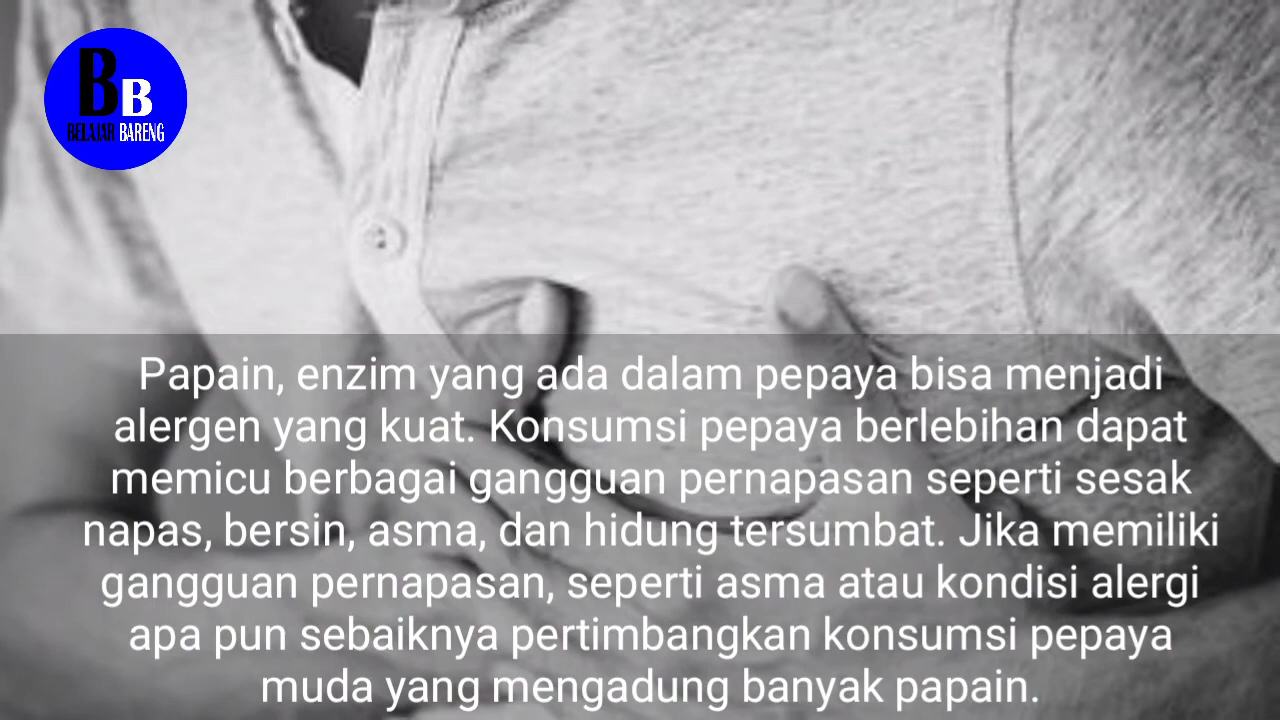 BB
BELAJAR BARENG
Papain, enzim yang ada dalam pepaya bisa menjadi
alergen yang kuat. Konsumsi pepaya berlebihan dapat
memicu berbagai gangguan pernapasan seperti sesak
napas, bersin, asma, dan hidung tersumbat. Jika memiliki
gangguan pernapasan, seperti asma atau kondisi alergi
apa pun sebaiknya pertimbangkan konsumsi pepaya
muda yang mengadung banyak papain.